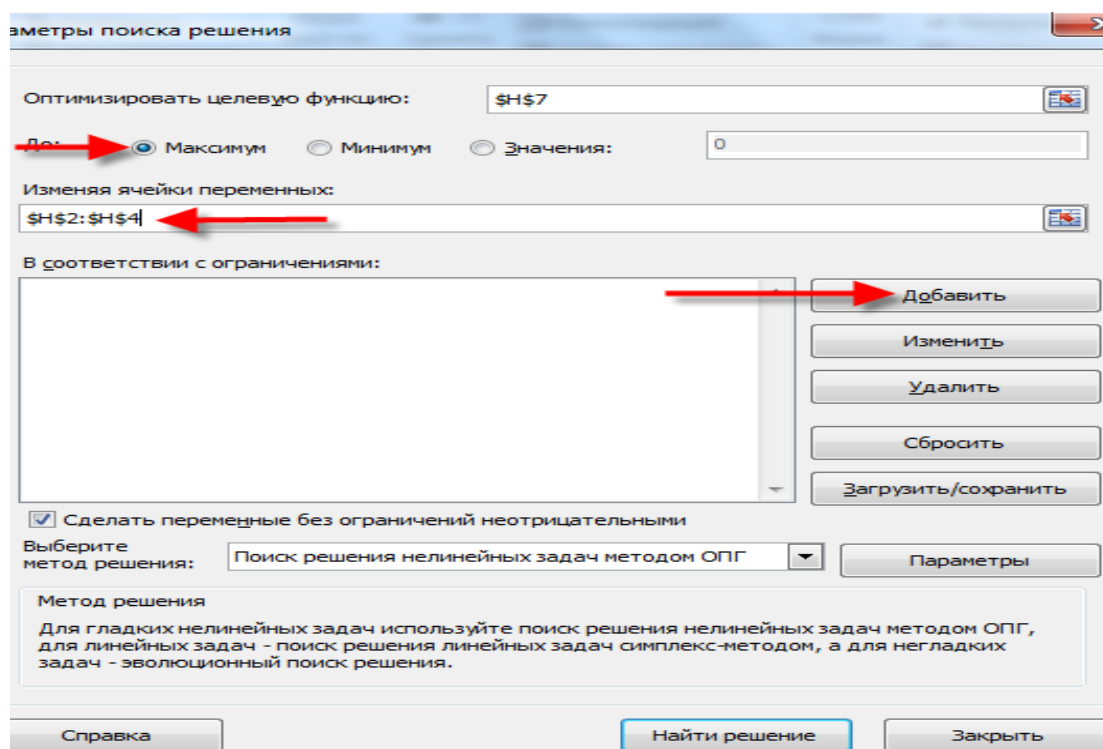 аметры поиска решения
Оптимизировать целевую функцию: $H$7
До: Максимум Минимум Значения: 0
Изменяя ячейки переменных:
$H$2:$H$4
В соответствии с ограничениями:
Добавить
Изменить
Удалить
Сбросить
Загрузить/сохранить
Сделать переменные без ограничений неотрицательными
Выберите
метод решения:
Поиск решения нелинейных задач методом ОПГ
Параметры
Метод решения
Для гладких нелинейных задач используйте поиск решения нелинейных задач методом ОПГ,
для линейных задач - поиск решения линейных задач симплекс-методом, а для негладких
задач - эволюционный поиск решения.
Справка Найти решение Закрыть